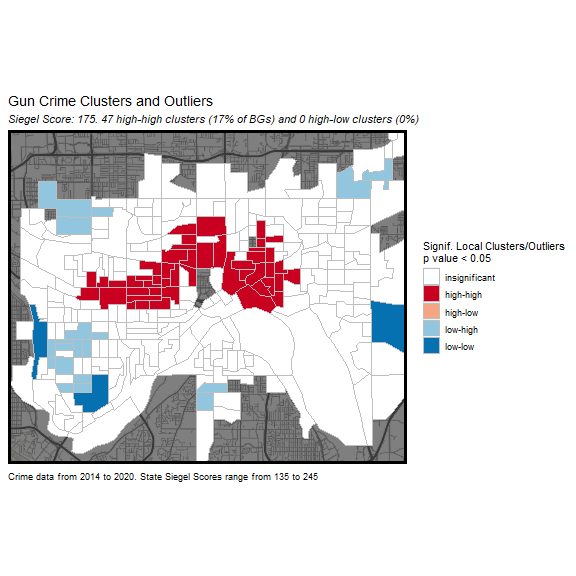 Gun Crime Clusters and Outliers
Siegel Score: 175. 47 high-high clusters (17% of BGs) and 0 high-low clusters (0%)
Signif. Local Clusters/Outliers
p value < 0.05
insignificant
high-high
high-low
low-high
low-low
Crime data from 2014 to 2020. State Siegel Scores range from 135 to 245